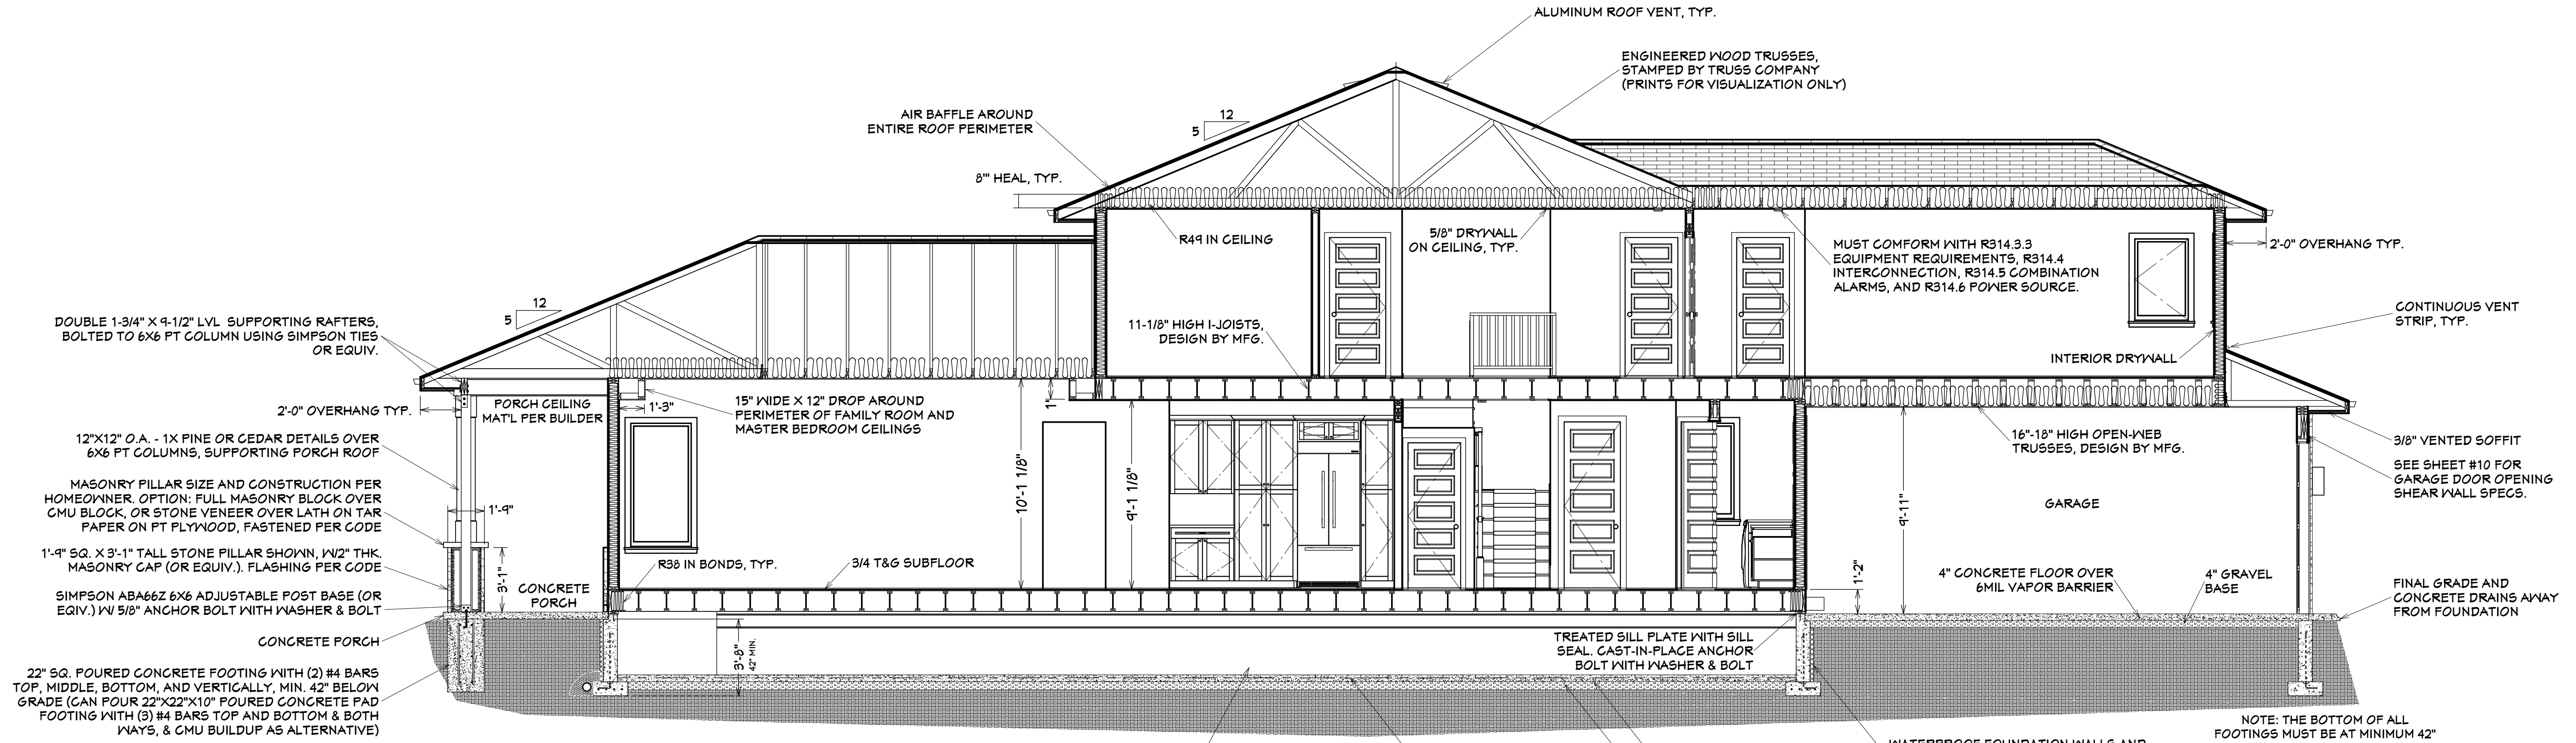 ALUMINUM ROOF VENT, TYP.
ENGINEERED WOOD TRUSSES,
STAMPED BY TRUSS COMPANY
(PRINTS FOR VISUALIZATION ONLY)
AIR BAFFLE AROUND
ENTIRE ROOF PERIMETER
12
5
8"' HEAL, TYP.
R49 IN CEILING
5/8" DRYWALL
ON CEILING, TYP.
MUST COMFORM WITH R314.3.3
EQUIPMENT REQUIREMENTS, R314.4
INTERCONNECTION, R314.5 COMBINATION
ALARMS, AND R314.6 POWER SOURCE.
2'-0" OVERHANG TYP.
CONTINUOUS VENT
STRIP, TYP.
12
5
DOUBLE 1-3/4" X 9-1/2" LVL SUPPORTING RAFTERS,
BOLTED TO 6X6 PT COLUMN USING SIMPSON TIES
OR EQUIV.
11-1/8" HIGH I-JOISTS,
DESIGN BY MFG.
INTERIOR DRYWALL
2'-0" OVERHANG TYP.
PORCH CEILING
MAT'L PER BUILDER
1'-3"
15" WIDE X 12" DROP AROUND
PERIMETER OF FAMILY ROOM AND
MASTER BEDROOM CEILINGS
1"
12"X12" O.A. - 1X PINE OR CEDAR DETAILS OVER
6X6 PT COLUMNS, SUPPORTING PORCH ROOF
16"-18" HIGH OPEN-WEB
TRUSSES, DESIGN BY MFG.
3/8" VENTED SOFFIT
SEE SHEET #10 FOR
GARAGE DOOR OPENING
SHEAR WALL SPECS.
MASONRY PILLAR SIZE AND CONSTRUCTION PER
HOMEOWNER. OPTION: FULL MASONRY BLOCK OVER
CMU BLOCK, OR STONE VENEER OVER LATH ON TAR
PAPER ON PT PLYWOOD, FASTENED PER CODE
1'-9"
10'-1 1/8"
9'-1 1/8"
9'-11"
GARAGE
1'-9" SQ. X 3'-1" TALL STONE PILLAR SHOWN, W/2" THK.
MASONRY CAP (OR EQUIV.). FLASHING PER CODE
3'-1"
R38 IN BONDS, TYP.
3/4 T&G SUBFLOOR
1'-2"
4" CONCRETE FLOOR OVER
6MIL VAPOR BARRIER
4" GRAVEL
BASE
FINAL GRADE AND
CONCRETE DRAINS AWAY
FROM FOUNDATION
SIMPSON ABA66Z 6X6 ADJUSTABLE POST BASE (OR
EQIV.) W/ 5/8" ANCHOR BOLT WITH WASHER & BOLT
CONCRETE
PORCH
CONCRETE PORCH
3'-8"
42" MIN.
TREATED SILL PLATE WITH SILL
SEAL. CAST-IN-PLACE ANCHOR
BOLT WITH WASHER & BOLT
22" SQ. POURED CONCRETE FOOTING WITH (2) #4 BARS
TOP, MIDDLE, BOTTOM, AND VERTICALLY, MIN. 42" BELOW
GRADE (CAN POUR 22"X22"X10" POURED CONCRETE PAD
FOOTING WITH (3) #4 BARS TOP AND BOTTOM & BOTH
WAYS, & CMU BUILDUP AS ALTERNATIVE)
NOTE: THE BOTTOM OF ALL
FOOTINGS MUST BE AT MINIMUM 42"
WATERPROOF FOUNDATION WALLS AND